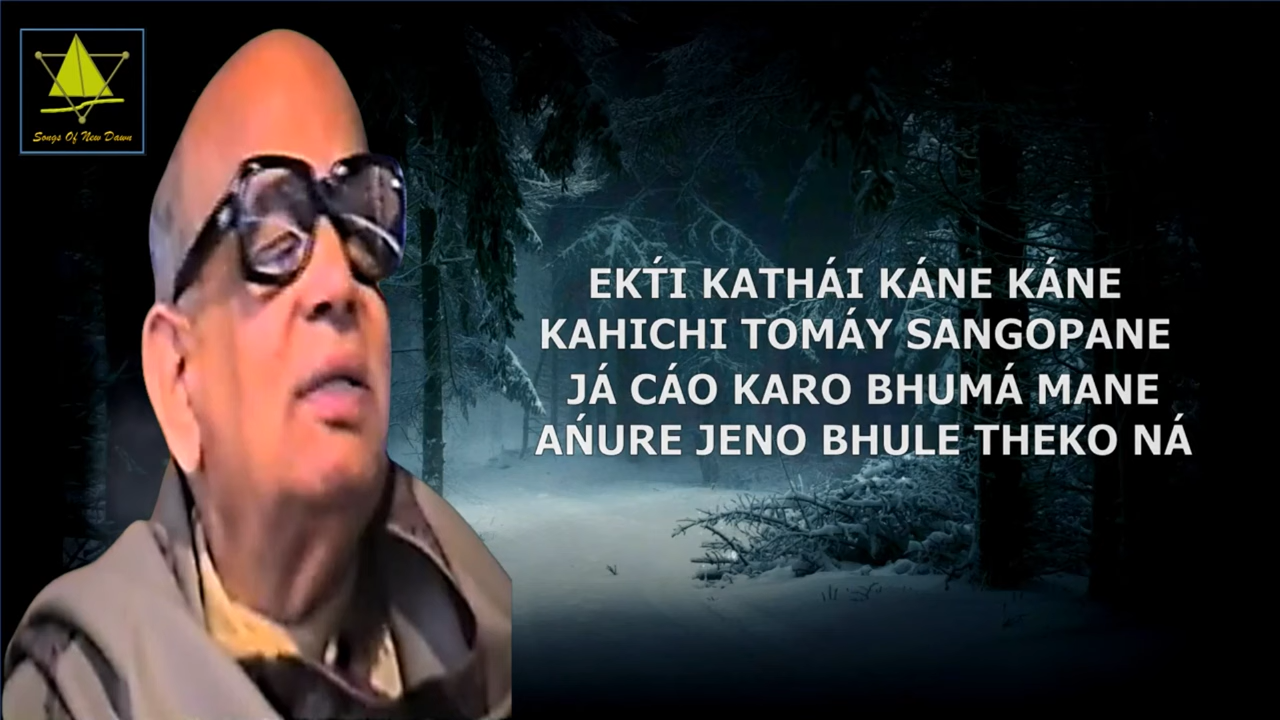 Songs Of New Dawn
EKT́I KATHÁI KÁNE KÁNE
KAHICHI TOMÁY SANGOPANE
JÁ CÁO KARO BHUMÁ MANE
AŃURE JENO BHULE THEKO NÁ